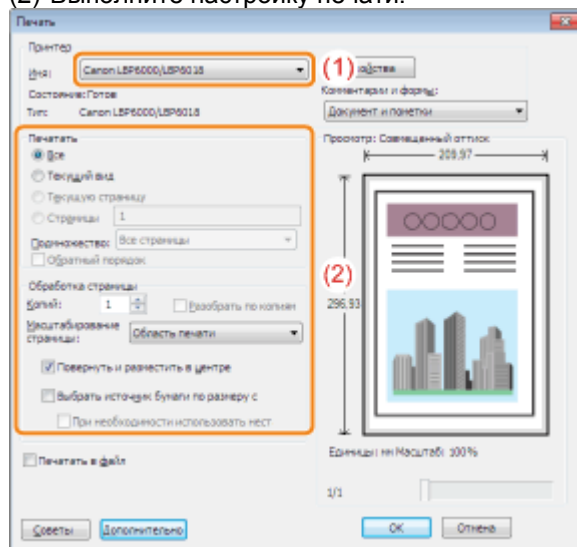 (2) Выполните настройку печати.
Печать
Принтер
Имя: Canon LBP6000/LBP6018 (1)
Состояние: Готов
Комментарии и формы:
Тип: Canon LBP6000/LBP6018
Документ и пометки
Печатать
Просмотр: Совмещенный оттиск
Все
209,97
Текущий вид
Текущую страницу
Страницы 1
Подмножество: Все страницы
Обратный порядок
(2)
Обработка страницы
Копий: 1 Разобрать по копиям
296,93
Масштабирование
страницы: Область печати
Повернуть и разместить в центре
Выбрать источник бумаги по размеру с
При необходимости использовать нест
Печатать в файл
Единицы: мм Масштаб: 100%
1/1
Советы Дополнительно OK Отмена